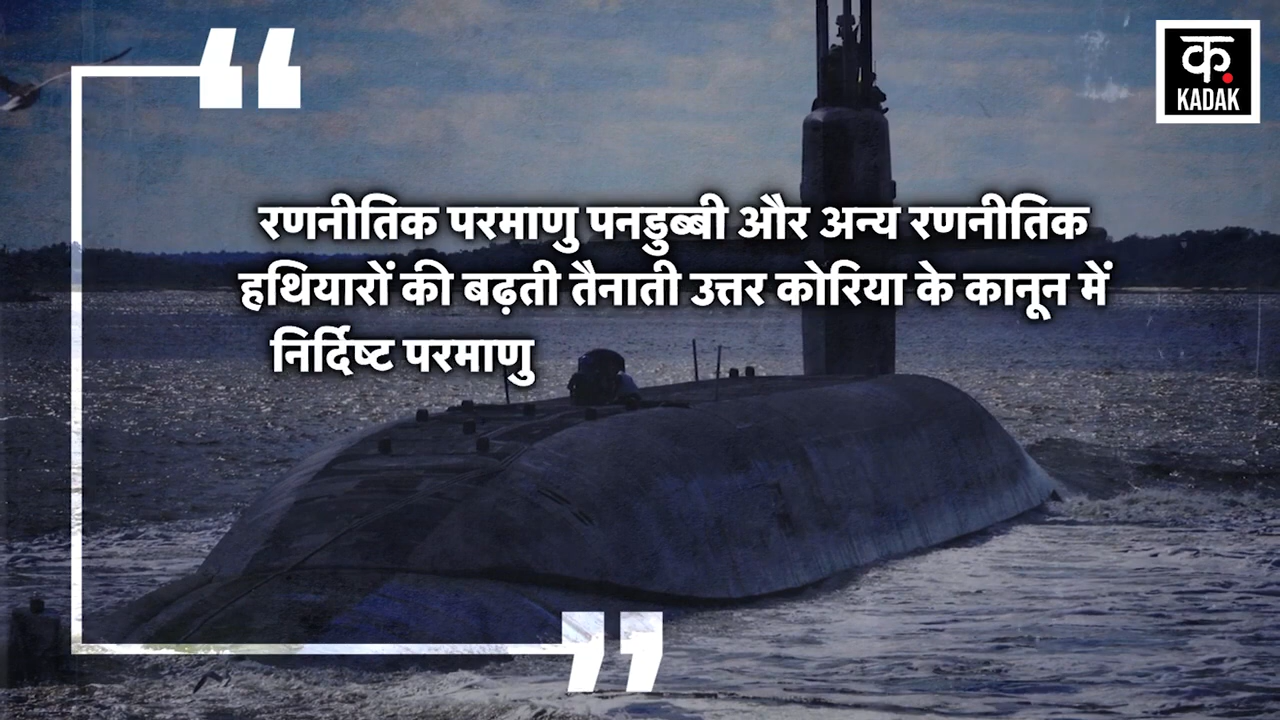 क.
KADAK
रणनीतिक परमाणु पनडुब्बी और अन्य रणनीतिक
हथियारों की बढ़ती तैनाती उत्तर कोरिया के कानून में
निर्दिष्ट परमाणु